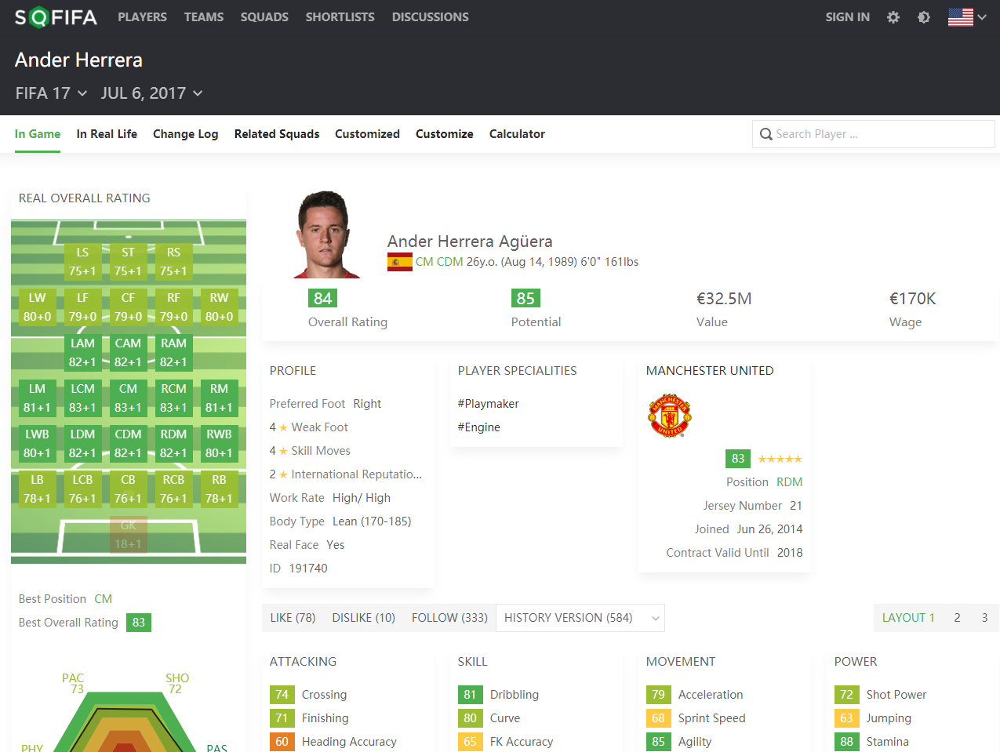 SOFIFA PLAYERS TEAMS SQUADS SHORTLISTS DISCUSSIONS SIGN IN
Ander Herrera
FIFA 17 JUL 6, 2017
In Game In Real Life Change Log Related Squads Customized Customize Calculator Search Player ...
REAL OVERALL RATING
LS ST RS
75+1 75+1 75+1
LW LF CF RF RW
80+0 79+0 79+0 79+0 80+0
LAM CAM RAM
82+1 82+1 82+1
LM LCM CM RCM RM
81+1 83+1 83+1 83+1 81+1
LWB LDM CDM RDM RWB
80+1 82+1 82+1 82+1 80+1
LB LCB CB RCB RB
78+1 76+1 76+1 76+1 78+1
GK
18+1
Best Position CM
Best Overall Rating 83
PAC SHO
73 72
PHY PAS
Ander Herrera Agüera
CM CDM 26y.o. (Aug 14, 1989) 6'0" 161lbs
84 85 €32.5M €170K
Overall Rating Potential Value Wage
PROFILE
Preferred Foot Right
4 ★ Weak Foot
4 ★ Skill Moves
2 ★ International Reputatio...
Work Rate High/ High
Body Type Lean (170-185)
Real Face Yes
ID 191740
PLAYER SPECIALITIES
#Playmaker
#Engine
MANCHESTER UNITED
MANCHESTER
UNITED
83 ★★★★★
Position RDM
Jersey Number 21
Joined Jun 26, 2014
Contract Valid Until 2018
LIKE (78) DISLIKE (10) FOLLOW (333) HISTORY VERSION (584) LAYOUT 1 2 3
ATTACKING
74 Crossing
71 Finishing
60 Heading Accuracy
SKILL
81 Dribbling
80 Curve
65 FK Accuracy
MOVEMENT
79 Acceleration
68 Sprint Speed
85 Agility
POWER
72 Shot Power
63 Jumping
88 Stamina